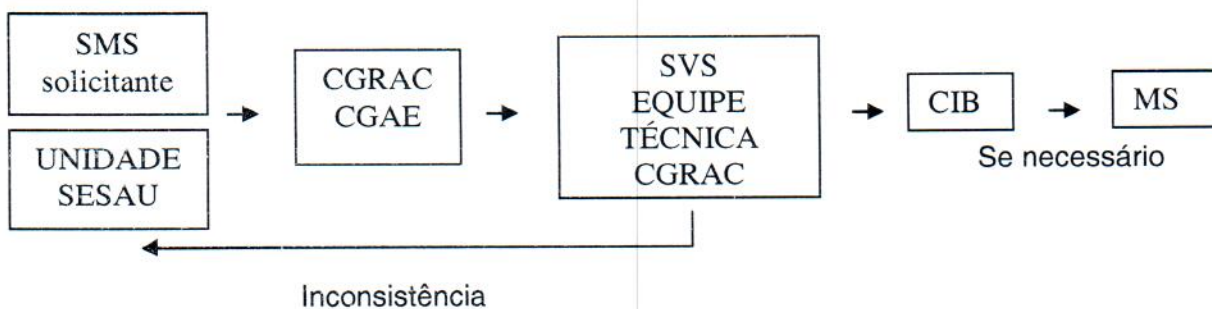 SMS
solicitante
UNIDADE
SESAU
CGRAC
CGAE
SVS
EQUIPE
TÉCNICA
CGRAC
CIB
MS
Se necessário
Inconsistência